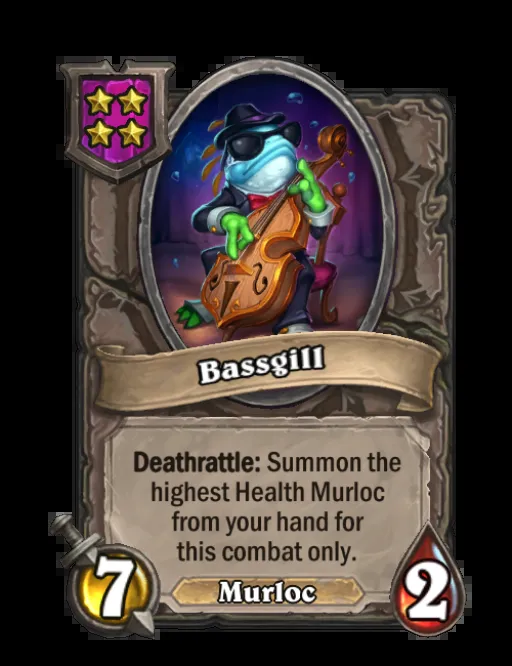 Bassgill
Deathrattle: Summon the
highest Health Murloc
from your hand for
this combat only.
7
Murloc
2